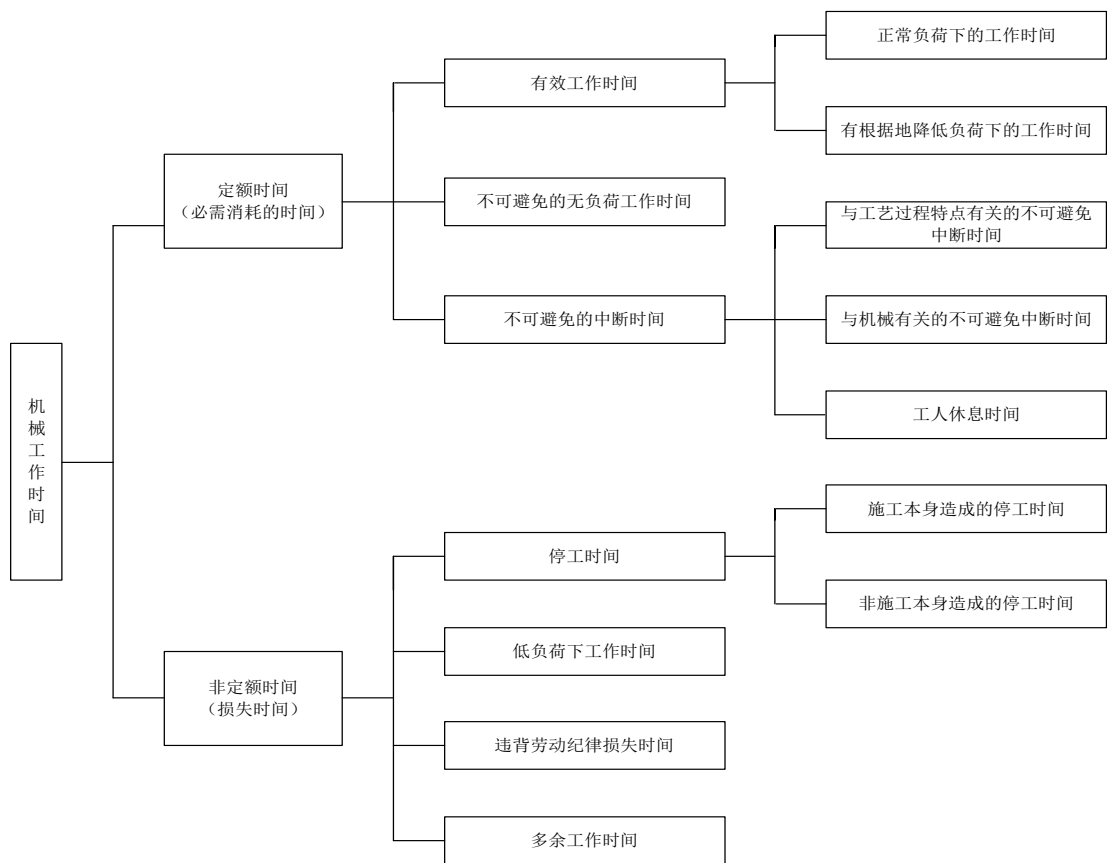 正常负荷下的工作时间
有效工作时间
有根据地降低负荷下的工作时间
定额时间
（必需消耗的时间）
不可避免的无负荷工作时间
与工艺过程特点有关的不可避免
中断时间
不可避免的中断时间
与机械有关的不可避免中断时间
工人休息时间
机械工作时间
施工本身造成的停工时间
停工时间
非施工本身造成的停工时间
低负荷下工作时间
非定额时间
（损失时间）
违背劳动纪律损失时间
多余工作时间